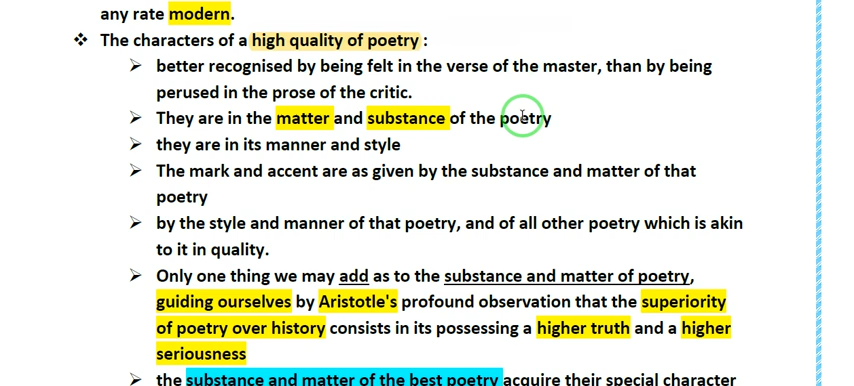 any rate modern.
❖ The characters of a high quality of poetry :
➢ better recognised by being felt in the verse of the master, than by being
perused in the prose of the critic.
➢ They are in the matter and substance of the poetry
➢ they are in its manner and style
➢ The mark and accent are as given by the substance and matter of that
poetry
➢ by the style and manner of that poetry, and of all other poetry which is akin
to it in quality.
➢ Only one thing we may add as to the substance and matter of poetry,
guiding ourselves by Aristotle's profound observation that the superiority
of poetry over history consists in its possessing a higher truth and a higher
seriousness
➢ the substance and matter of the best poetry acquire their special character